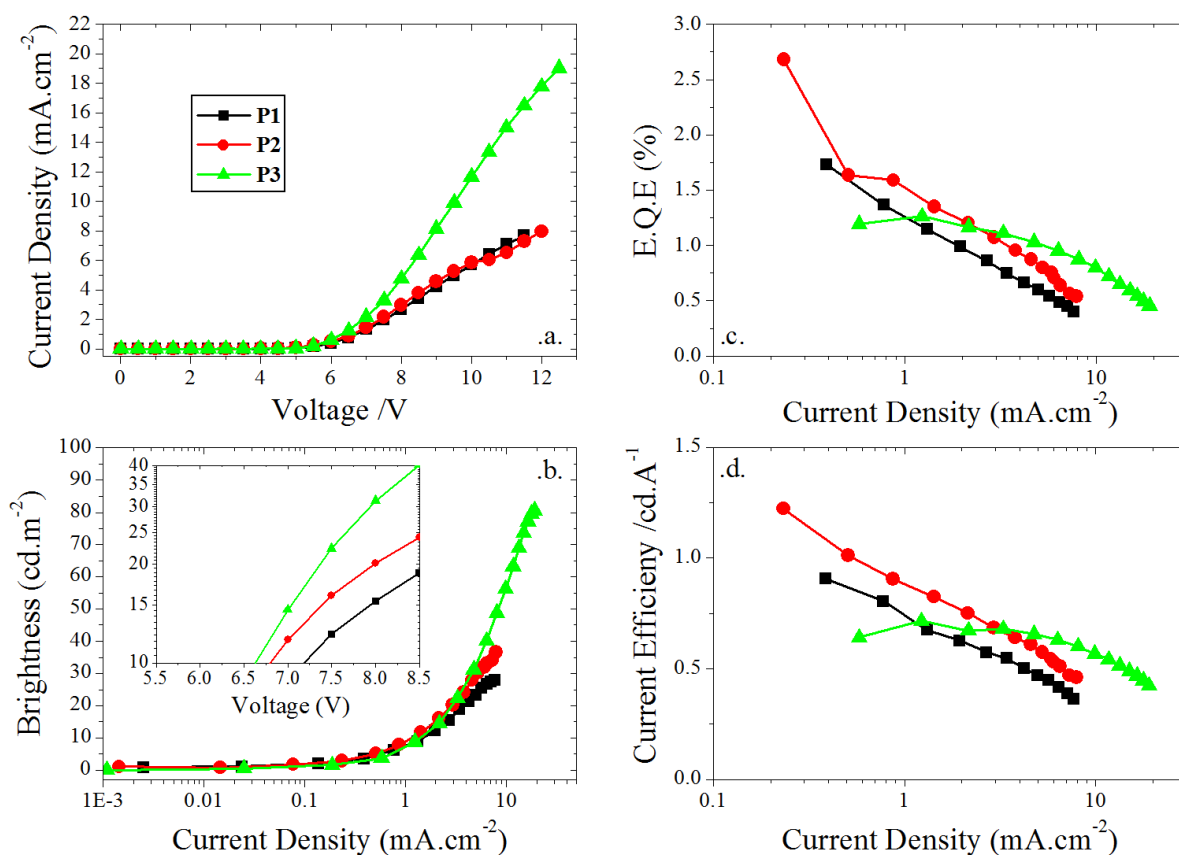 22
20
18
16
14
12
10
8
6
4
2
0
Current Density (mA.cm-2)
P1
P2
P3
.a.
0 2 4 6 8 10 12
Voltage /V
3.0
2.5
2.0
1.5
1.0
0.5
0.0
E.Q.E (%)
.c.
0.1 1 10
Current Density (mA.cm-2)
100
90
80
70
60
50
40
30
20
10
0
Brightness (cd.m-2)
.b.
40
35
30
25
20
15
10
5.5 6.0 6.5 7.0 7.5 8.0 8.5
Voltage (V)
1E-3 0.01 0.1 1 10
Current Density (mA.cm-2)
1.5
1.0
0.5
0.0
Current Efficieny /cd.A-1
.d.
0.1 1 10
Current Density (mA.cm-2)